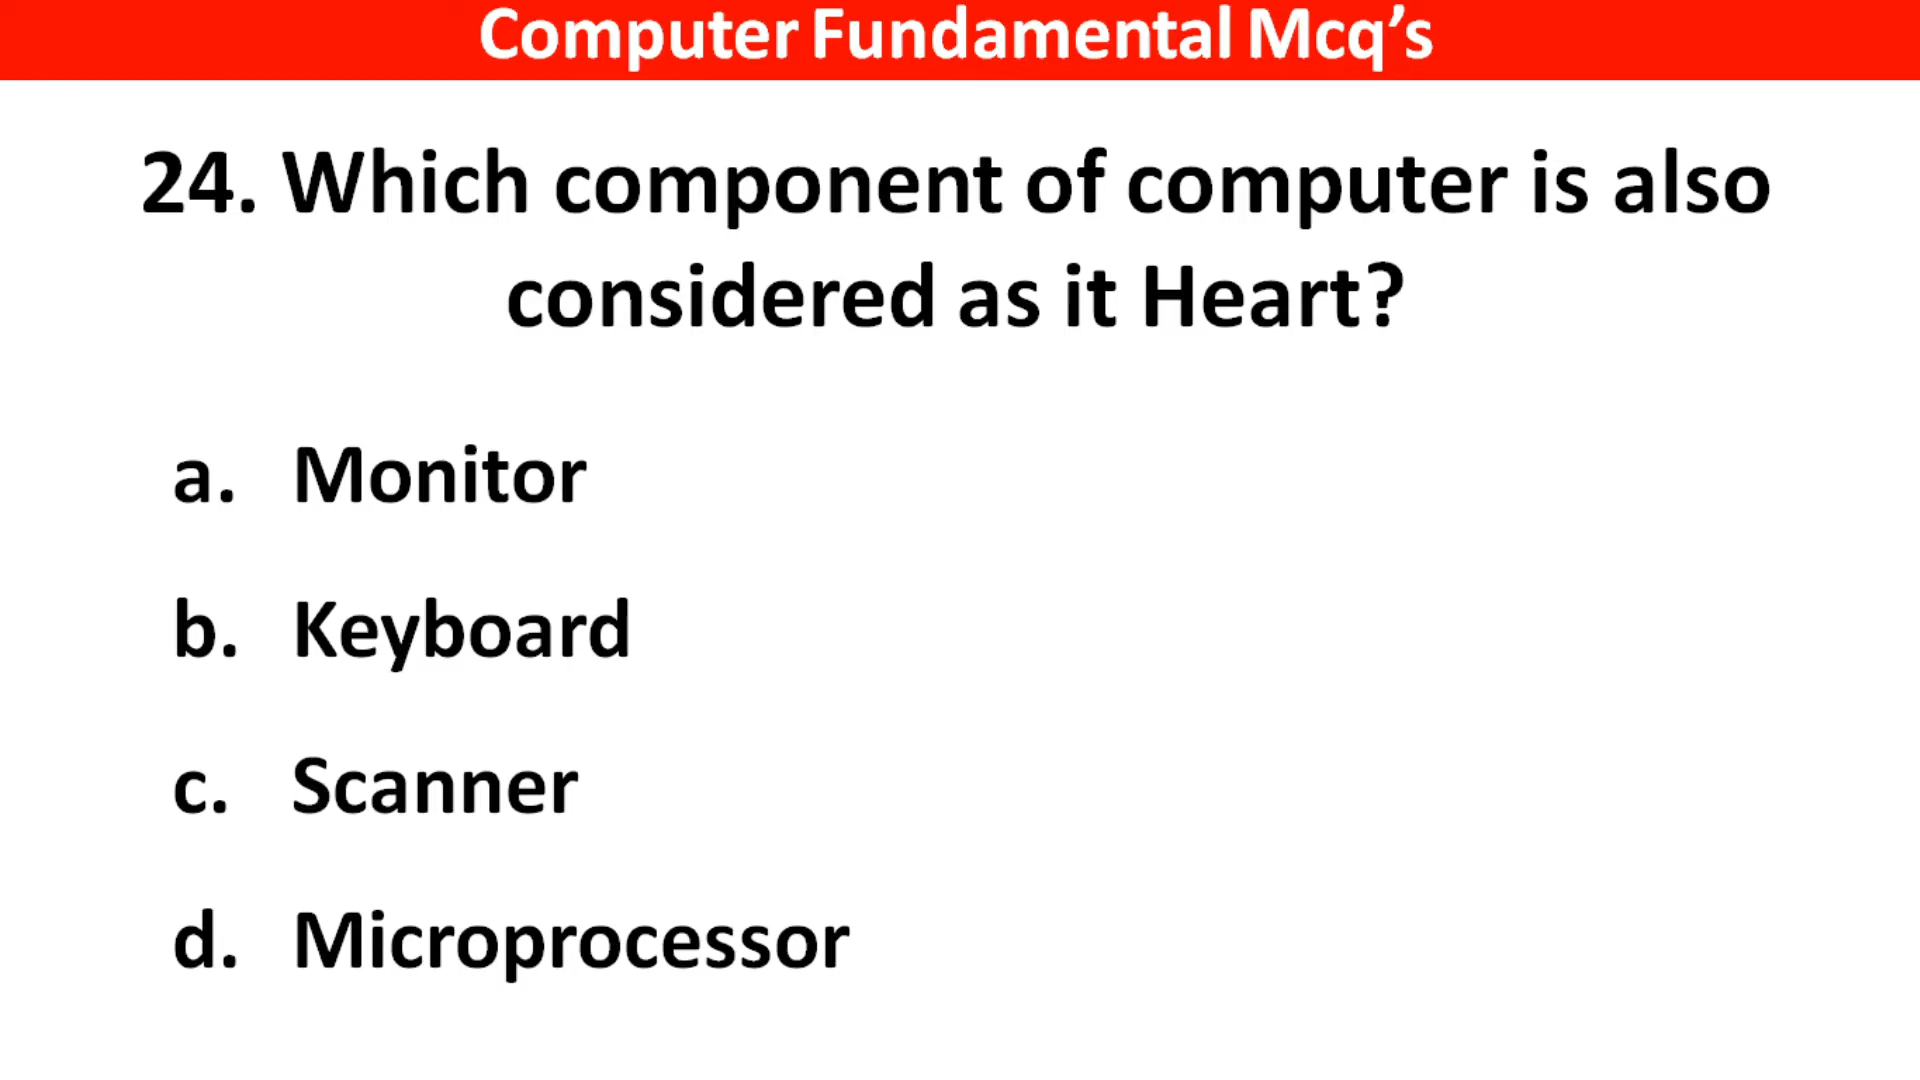 Computer Fundamental Mcq’s
24. Which component of computer is also
considered as it Heart?
a. Monitor
b. Keyboard
c. Scanner
d. Microprocessor